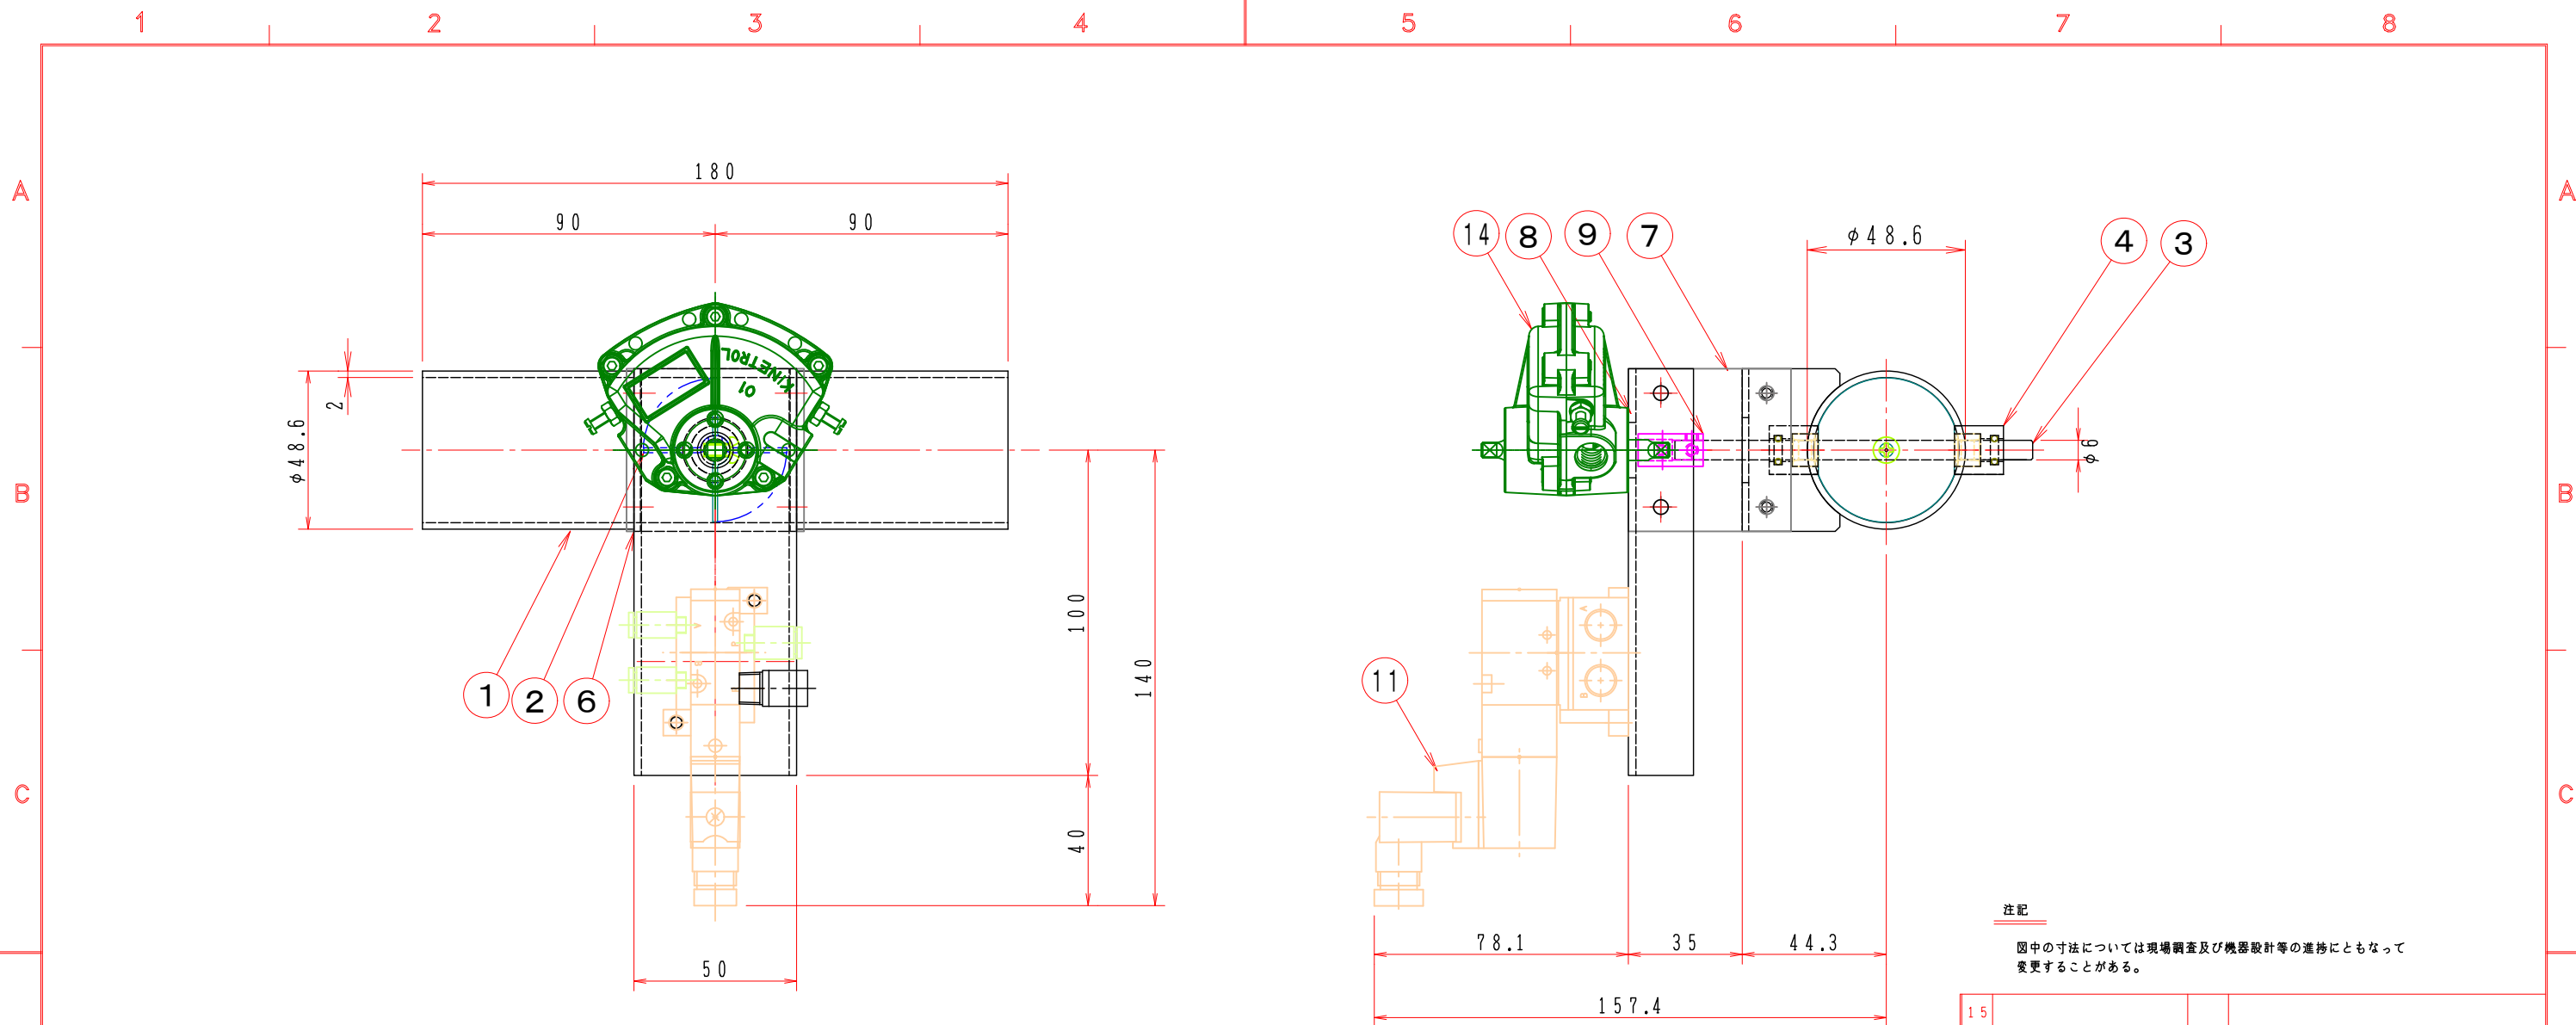 1 2 3 4 5 6 7 8
A A
180
90 90
14 8 9 7 φ48.6 4 3
KINETROL
01
2
φ48.6
φ6
B B
A
B
A
P
B
100
140
1 2 6
11
C C
40
注記
78.1 35 44.3
図中の寸法については現場調査及び機器設計等の進捗にともなって
変更することがある。
50
157.4
15